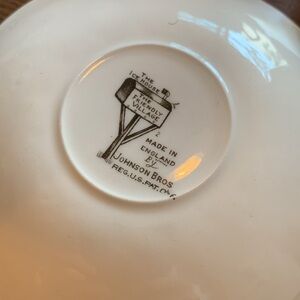 THE
ICE HOUSE
THE
FRIENDLY
VILLAGE
MADE IN
ENGLAND
BY
JOHNSON BROS
REG.U.S.PAT.OFF.